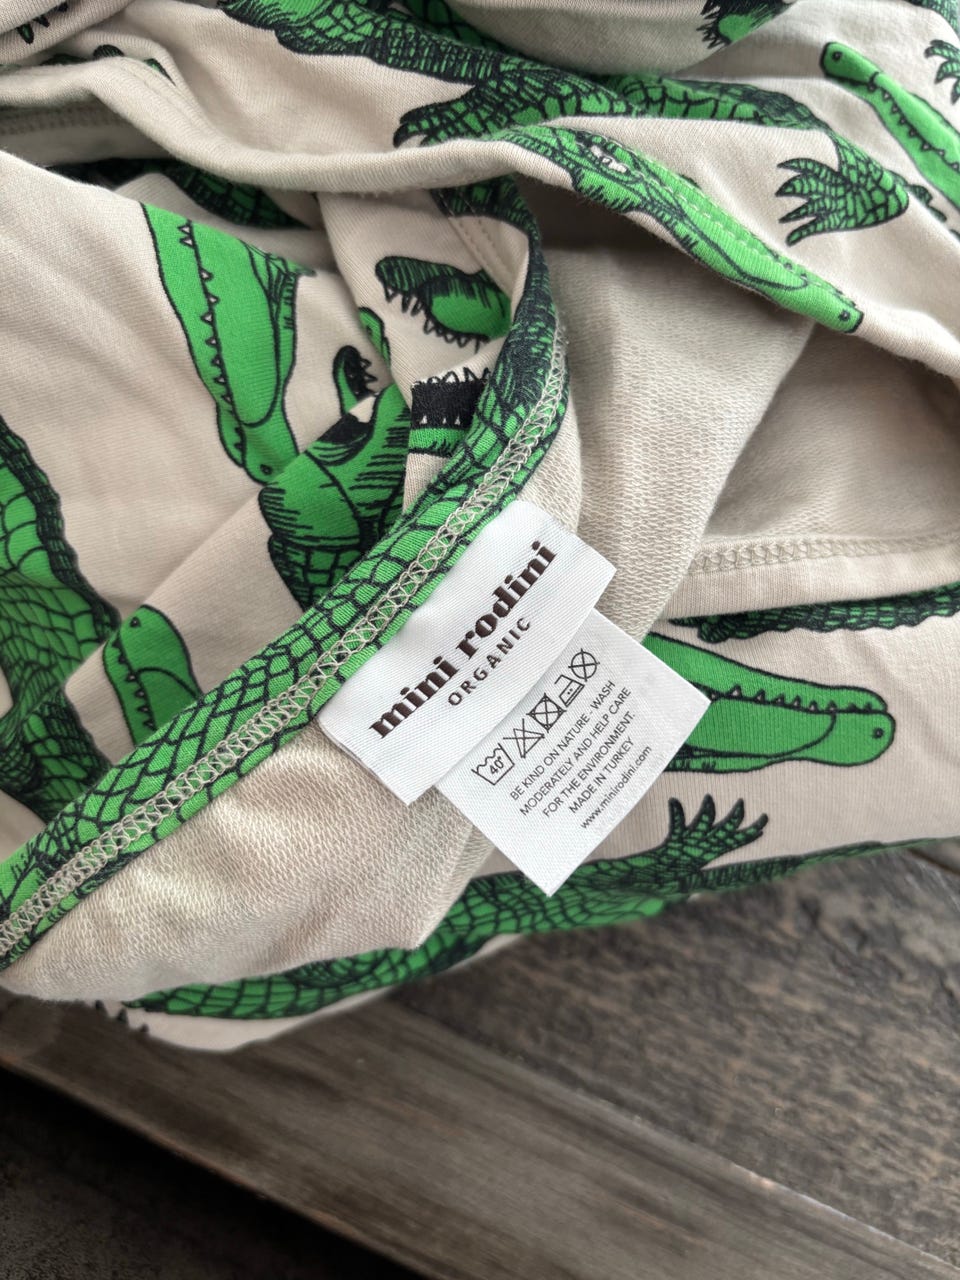 mini rodini
ORGANIC
40°
BE KIND ON NATURE - WASH
MODERATELY AND HELP CARE
FOR THE ENVIRONMENT.
MADE IN TURKEY
www.minirodini.com